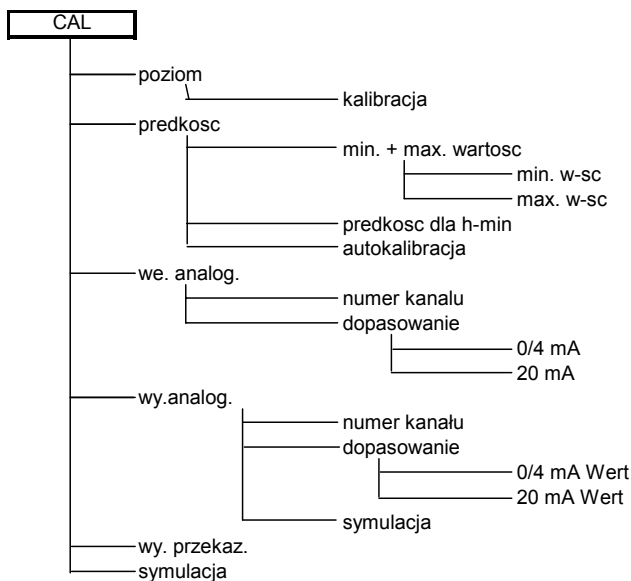 CAL
poziom
kalibracja
predkosc
min. + max. wartosc
min. w-sc
max. w-sc
predkosc dla h-min
autokalibracja
we. analog.
numer kanalu
dopasowanie
0/4 mA
20 mA
wy.analog.
numer kanału
dopasowanie
0/4 mA Wert
20 mA Wert
symulacja
wy. przekaz.
symulacja